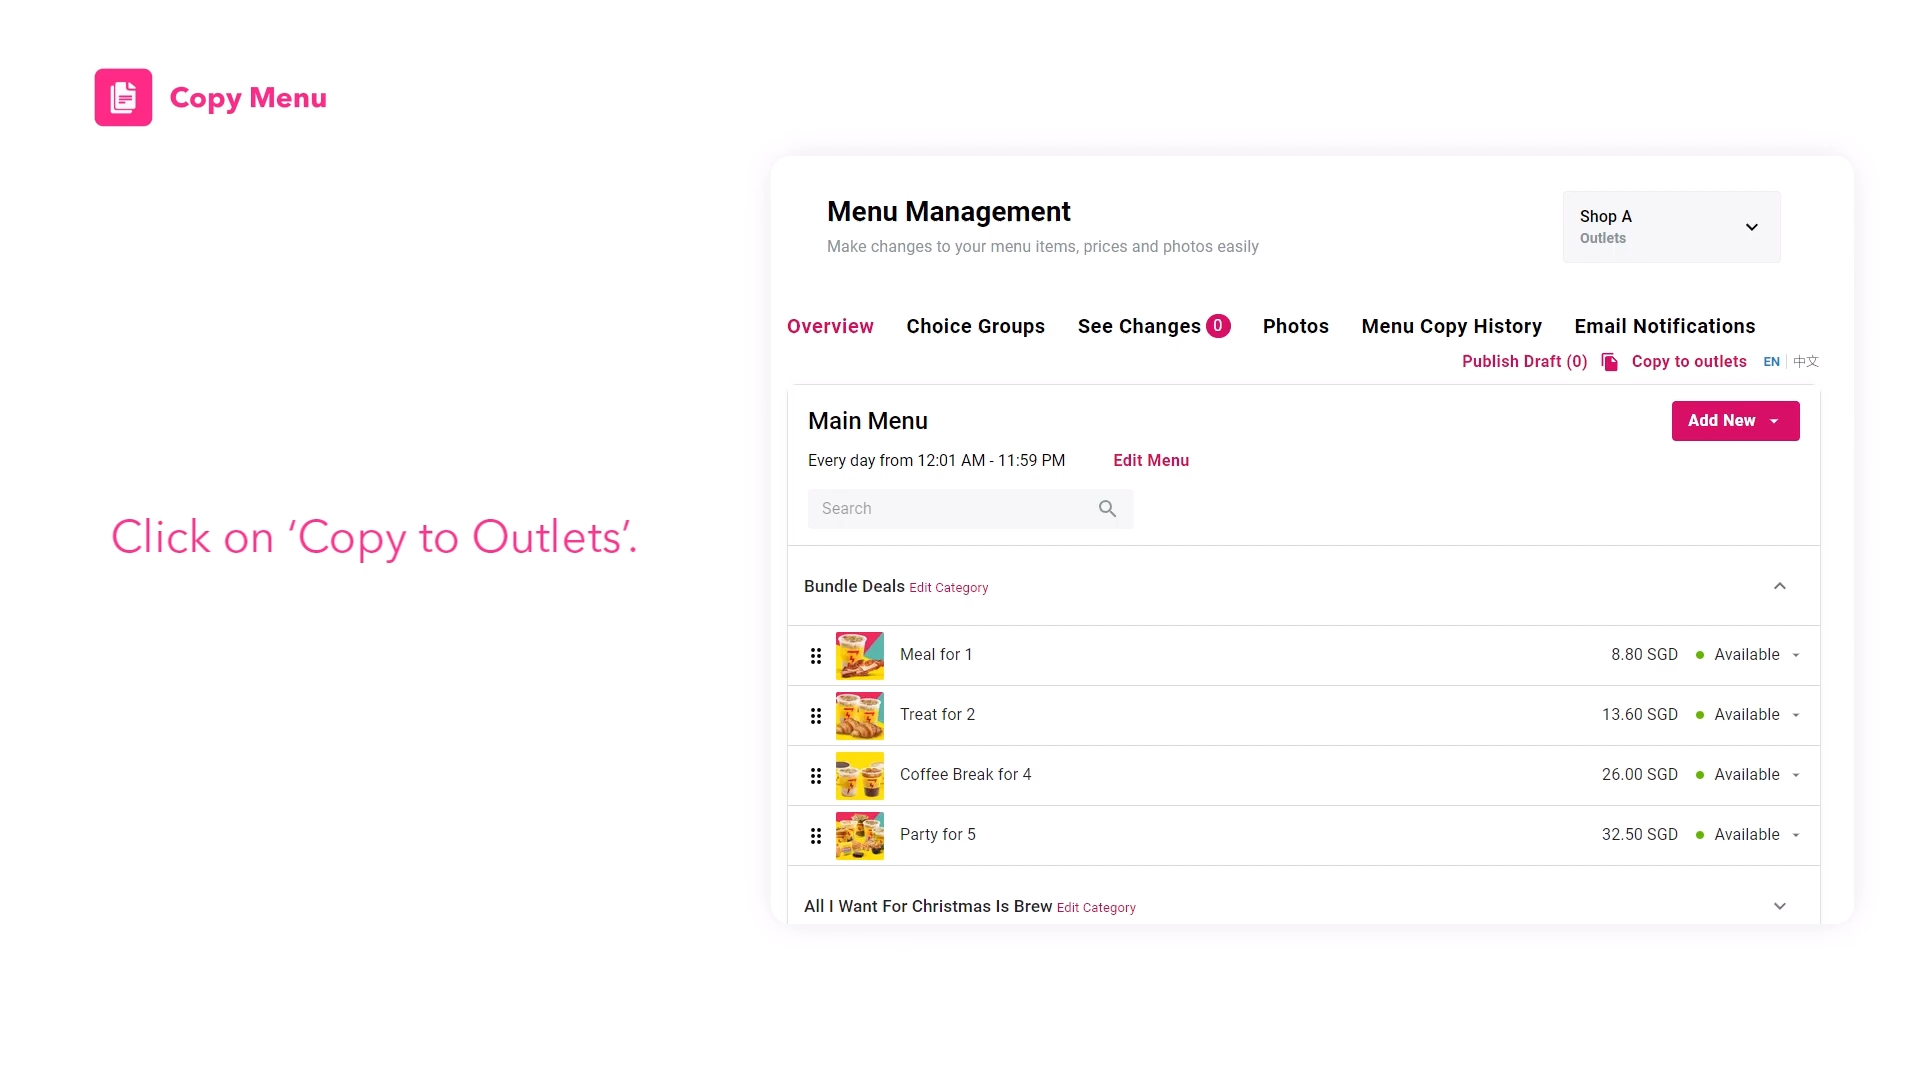 Copy Menu
Click on ‘Copy to Outlets’.
Menu Management
Make changes to your menu items, prices and photos easily
Shop A
Outlets
Overview Choice Groups See Changes 0 Photos Menu Copy History Email Notifications
Publish Draft (0) Copy to outlets EN 中文
Main Menu
Add New
Every day from 12:01 AM - 11:59 PM Edit Menu
Search
Bundle Deals Edit Category
Meal for 1 8.80 SGD Available
Treat for 2 13.60 SGD Available
Coffee Break for 4 26.00 SGD Available
Party for 5 32.50 SGD Available
All I Want For Christmas Is Brew Edit Category